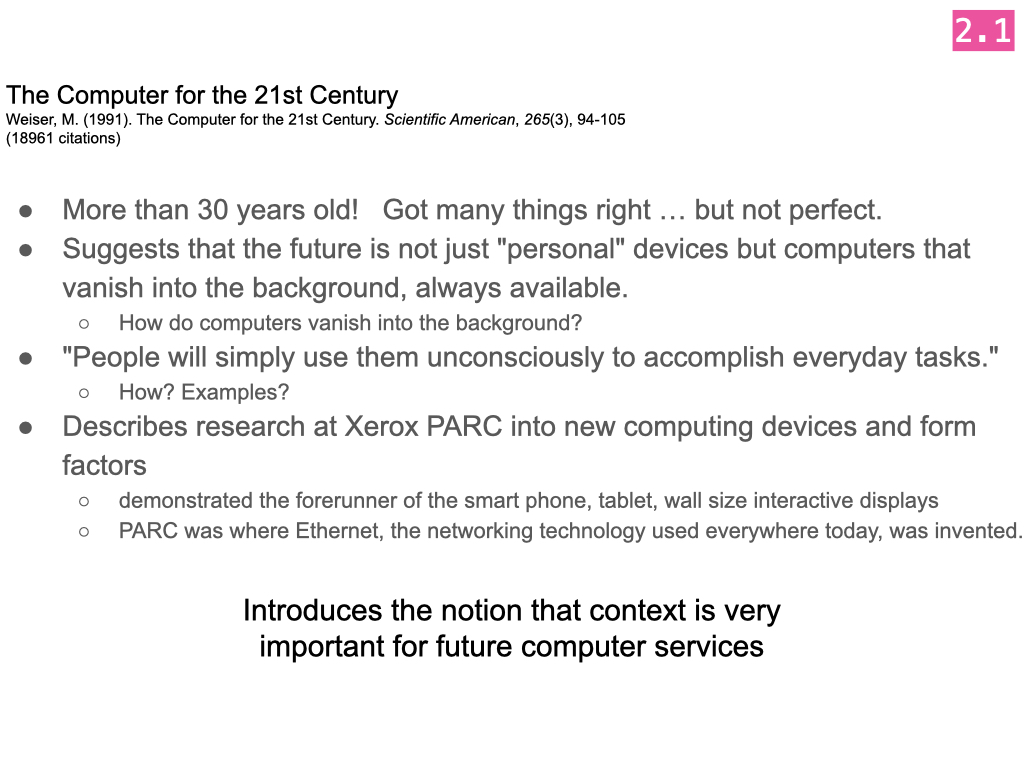 2.1
The Computer for the 21st Century
Weiser, M. (1991). The Computer for the 21st Century. Scientific American, 265(3), 94-105
(18961 citations)
● More than 30 years old!   Got many things right … but not perfect.
● Suggests that the future is not just "personal" devices but computers that
vanish into the background, always available.
○ How do computers vanish into the background?
● "People will simply use them unconsciously to accomplish everyday tasks."
○ How? Examples?
● Describes research at Xerox PARC into new computing devices and form
factors
○ demonstrated the forerunner of the smart phone, tablet, wall size interactive displays
○ PARC was where Ethernet, the networking technology used everywhere today, was invented.
Introduces the notion that context is very
important for future computer services